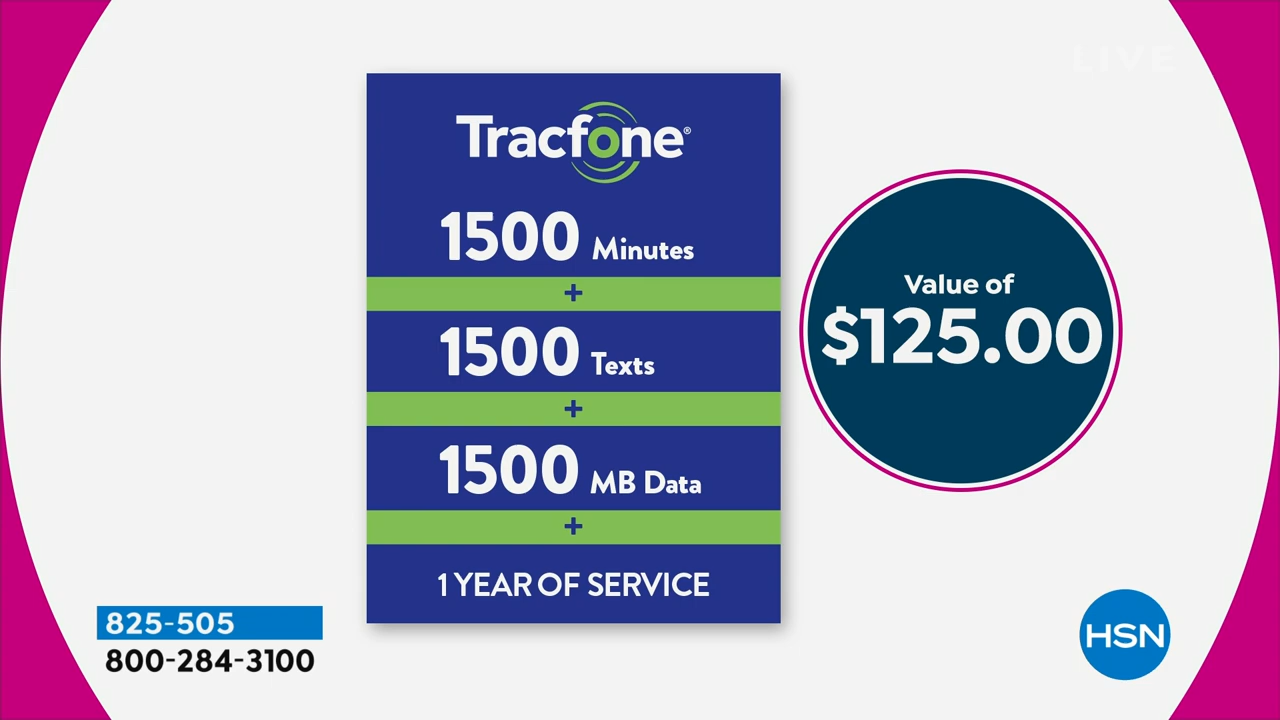 LIVE
Tracfone®
1500 Minutes
+
1500 Texts
+
1500 MB Data
+
1 YEAR OF SERVICE
Value of
$125.00
825-505
800-284-3100
HSN